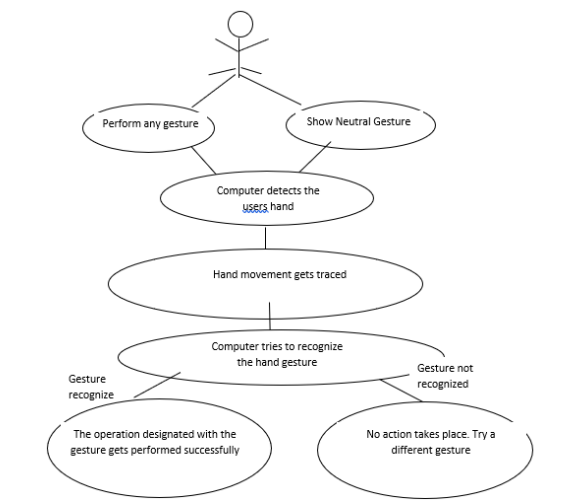 Perform any gesture
Show Neutral Gesture
Computer detects the
users hand
Hand movement gets traced
Computer tries to recognize
the hand gesture
Gesture
recognize
Gesture not
recognized
The operation designated with the
gesture gets performed successfully
No action takes place. Try a
different gesture